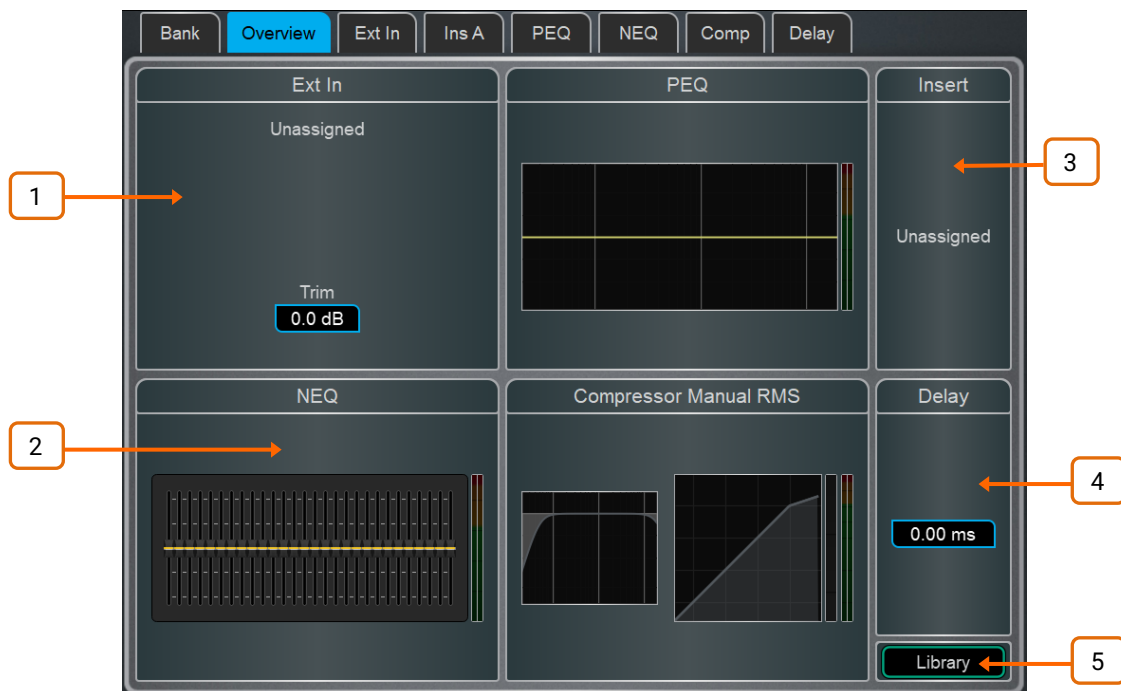 Bank
Overview
Ext In
Ins A
PEQ
NEQ
Comp
Delay
Ext In
PEQ
Insert
Unassigned
1
3
Unassigned
Trim
0.0 dB
NEQ
Compressor Manual RMS
Delay
2
4
0.00 ms
Library
5